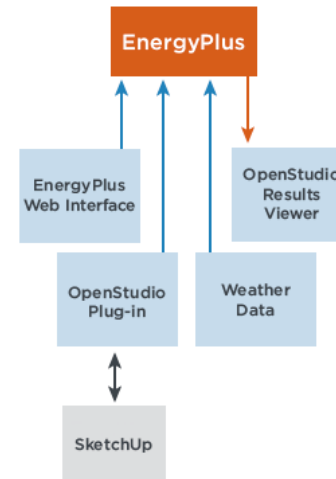 EnergyPlus
EnergyPlus
Web Interface
OpenStudio
Results
Viewer
OpenStudio
Plug-in
Weather
Data
SketchUp